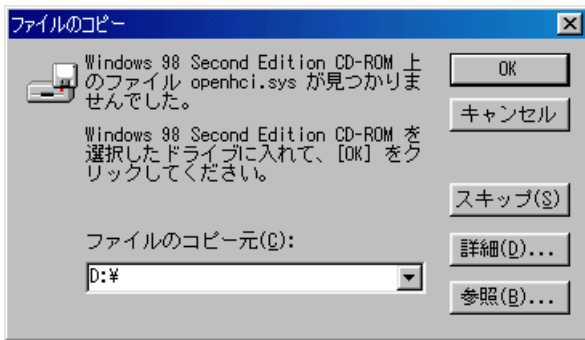 ファイルのコピー
Windows 98 Second Edition CD-ROM 上
のファイル openhci.sys が見つかりま
せんでした。
Windows 98 Second Edition CD-ROM を
選択したドライブに入れて、[OK] をク
リックしてください。
ファイルのコピー元(C):
D:¥
OK
キャンセル
スキップ(S)
詳細(D)...
参照(B)...